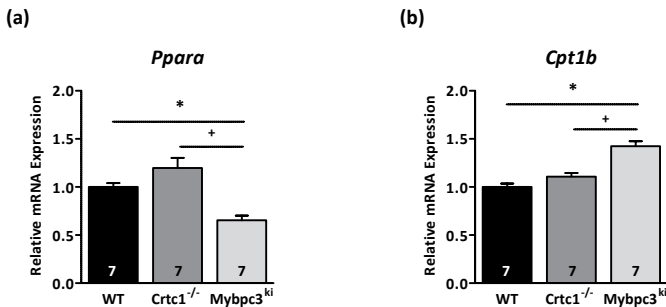 (a)
Ppara
Relative mRNA Expression
2.0
1.5
1.0
0.5
0.0
*
+
7
7
7
WT
Crtc1⁻/⁻
Mybpc3ᵏⁱ
(b)
Cpt1b
Relative mRNA Expression
2.0
1.5
1.0
0.5
0.0
*
+
7
7
7
WT
Crtc1⁻/⁻
Mybpc3ᵏⁱ